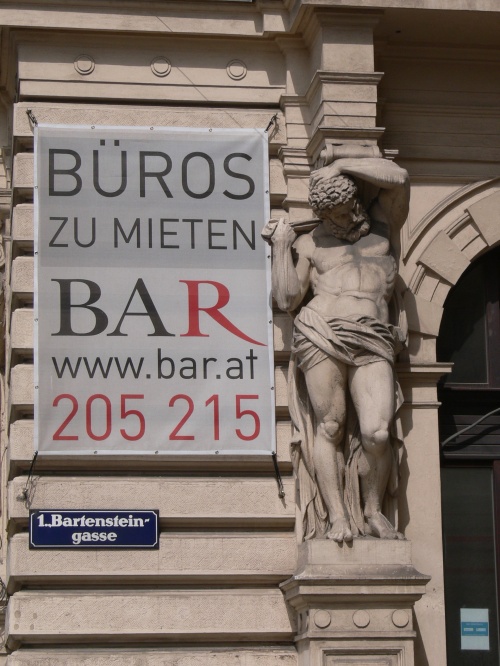 BÜROS
ZU MIETEN
BAR
www.bar.at
205 215
1., Bartenstein-
gasse